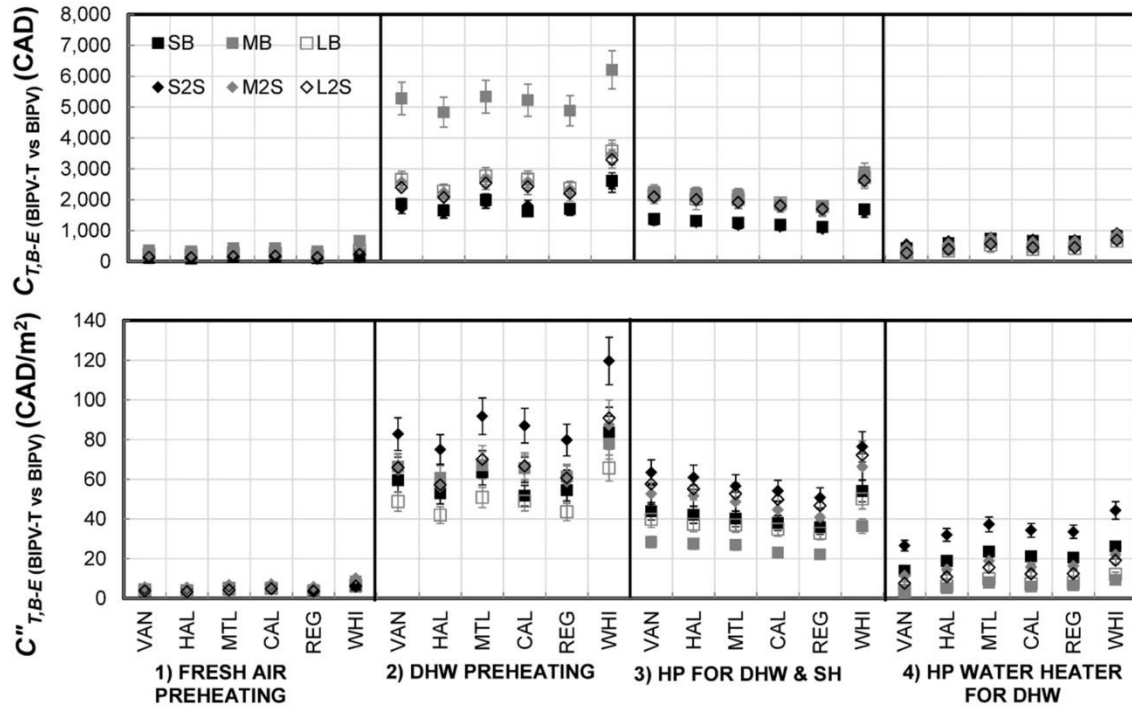 C_T,B-E (BIPV-T vs BIPV) (CAD)
8,000
7,000
6,000
5,000
4,000
3,000
2,000
1,000
0
SB MB LB
S2S M2S L2S
C"_T,B-E (BIPV-T vs BIPV) (CAD/m²)
140
120
100
80
60
40
20
0
VAN HAL MTL CAL REG WHI VAN HAL MTL CAL REG WHI VAN HAL MTL CAL REG WHI VAN HAL MTL CAL REG WHI
1) FRESH AIR
PREHEATING
2) DHW PREHEATING
3) HP FOR DHW & SH
4) HP WATER HEATER
FOR DHW